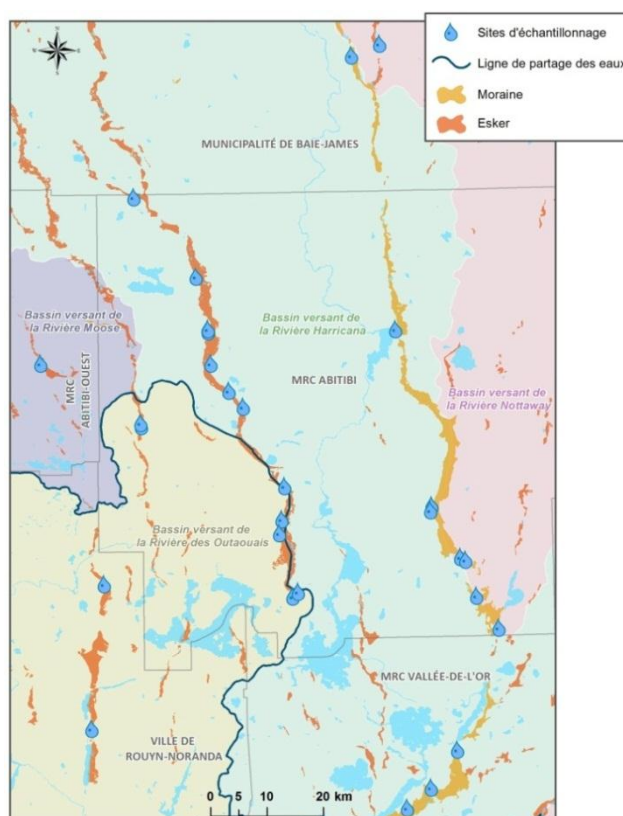 Sites d'échantillonnage
Ligne de partage des eaux
Moraine
Esker
MUNICIPALITÉ DE BAIE-JAMES
Bassin versant de
la Rivière Moose
Bassin versant de
la Rivière Harricana
MRC
ABITIBI-OUEST
MRC ABITIBI
Bassin versant de
la Rivière Nottaway
Bassin versant de
la Rivière des Outaouais
MRC VALLÉE-DE-L'OR
VILLE DE
ROUYN-NORANDA
0 5 10 20 km